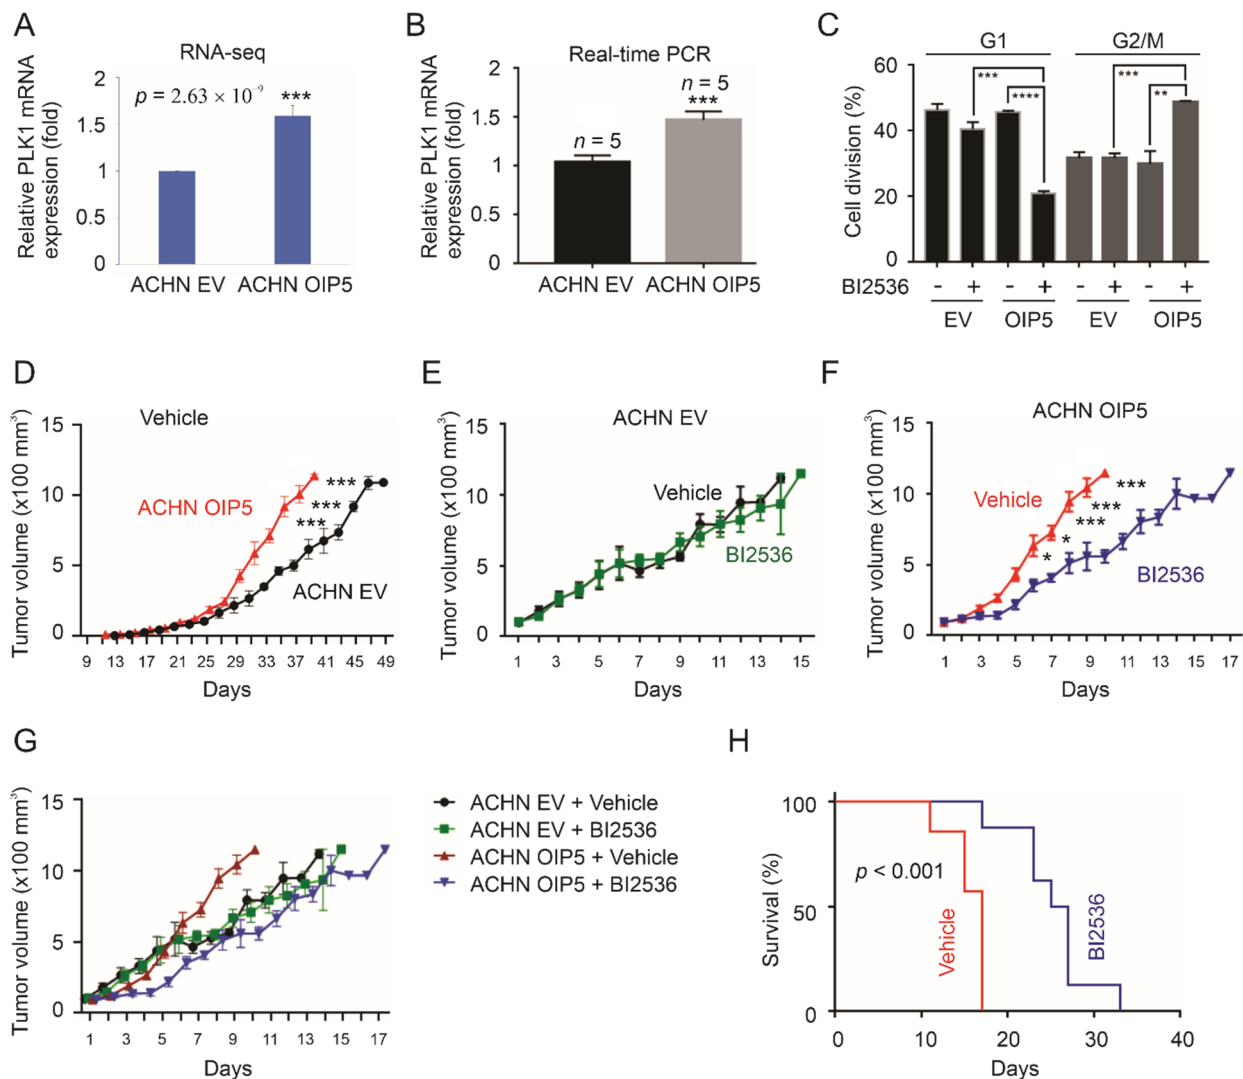 A
RNA-seq
Relative PLK1 mRNA
expression (fold)
2
1.5
1
0.5
0
p = 2.63 × 10⁻⁹
***
ACHN EV ACHN OIP5
B
Real-time PCR
Relative PLK1 mRNA
expression (fold)
2
1.5
1
0.5
0
n = 5
n = 5
***
ACHN EV ACHN OIP5
C
G1 G2/M
Cell division (%)
60
40
20
0
*** ***
**** **
BI2536 - + - + - + - +
EV OIP5 EV OIP5
D
Vehicle
Tumor volume (x100 mm³)
15
10
5
0
ACHN OIP5
***
***
***
ACHN EV
9 13 17 21 25 29 33 37 41 45 49
Days
E
ACHN EV
Tumor volume (x100 mm³)
15
10
5
0
Vehicle
BI2536
1 3 5 7 9 11 13 15
Days
F
ACHN OIP5
Tumor volume (x100 mm³)
15
10
5
0
Vehicle
***
***
***
*
*
BI2536
1 3 5 7 9 11 13 15 17
Days
G
Tumor volume (x100 mm³)
15
10
5
0
1 3 5 7 9 11 13 15 17
Days
ACHN EV + Vehicle
ACHN EV + BI2536
ACHN OIP5 + Vehicle
ACHN OIP5 + BI2536
H
Survival (%)
100
50
0
p < 0.001
Vehicle
BI2536
0 10 20 30 40
Days